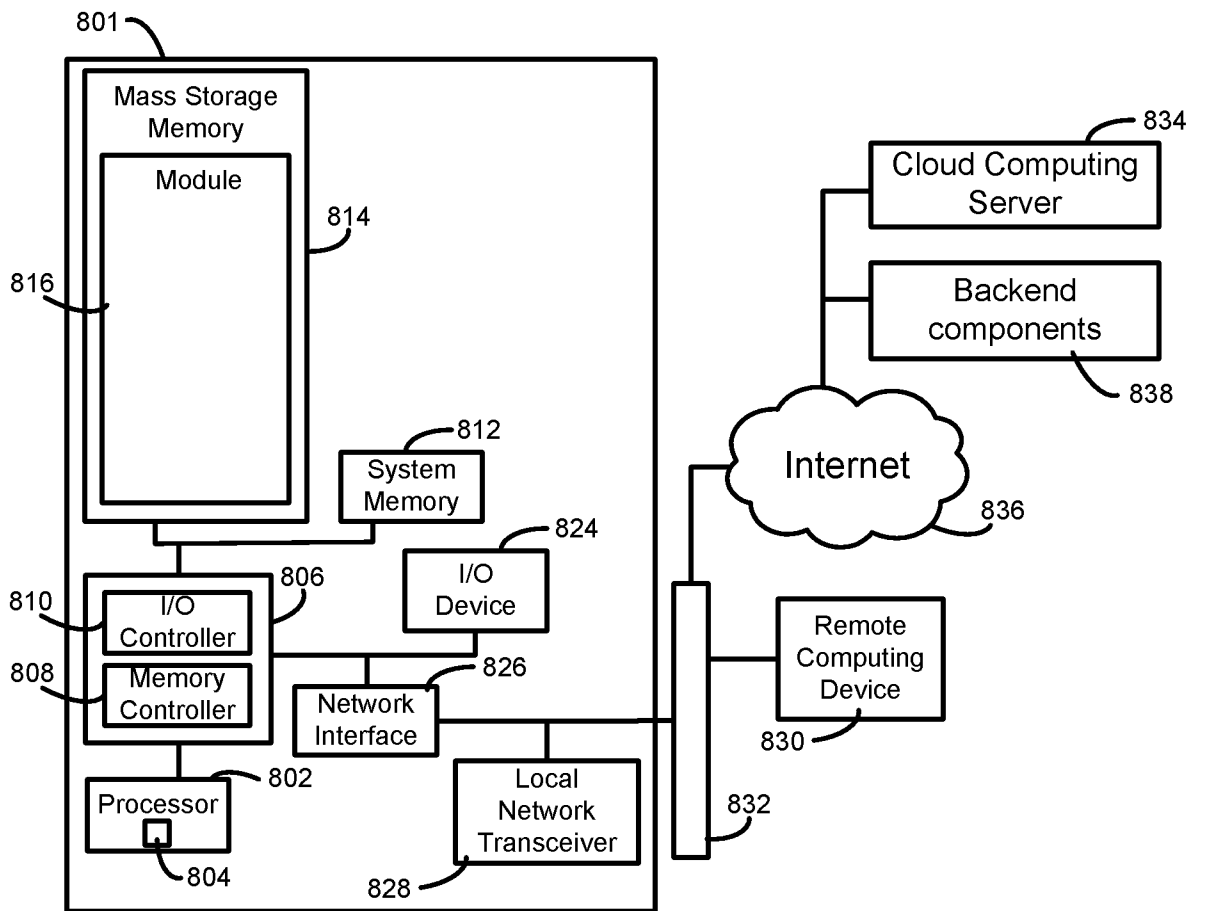 801
Mass Storage
Memory
Module
814
816
834
Cloud Computing
Server
Backend
components
838
Internet
836
812
System
Memory
824
I/O
Device
806
810
I/O
Controller
808
Memory
Controller
826
Network
Interface
Remote
Computing
Device
830
802
Processor
804
Local
Network
Transceiver
828
832